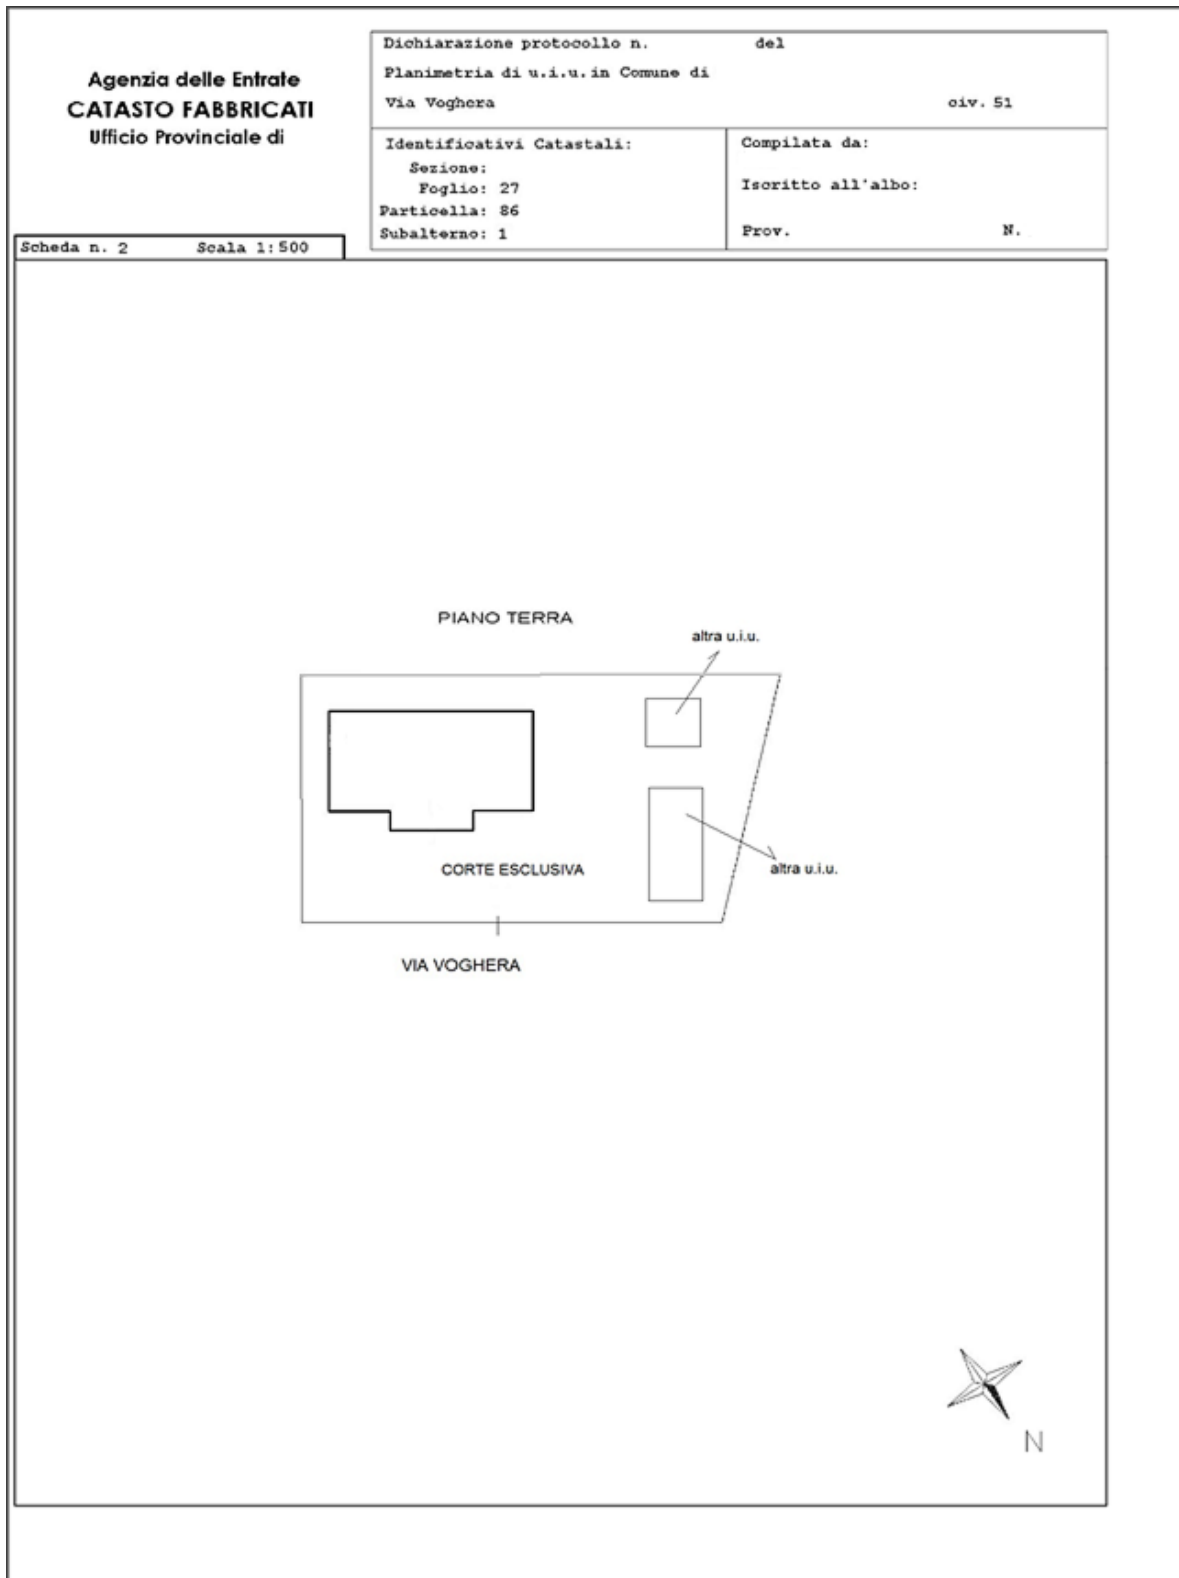 Agenzia delle Entrate
CATASTO FABBRICATI
Ufficio Provinciale di
Dichiarazione protocollo n. del
Planimetria di u.i.u.in Comune di
Via Voghera civ. 51
Identificativi Catastali:
Sezione:
Foglio: 27
Particella: 86
Subalterno: 1
Compilata da:
Iscritto all'albo:
Prov. N.
Scheda n. 2 Scala 1:500
PIANO TERRA
altra u.i.u.
CORTE ESCLUSIVA
altra u.i.u.
VIA VOGHERA
N